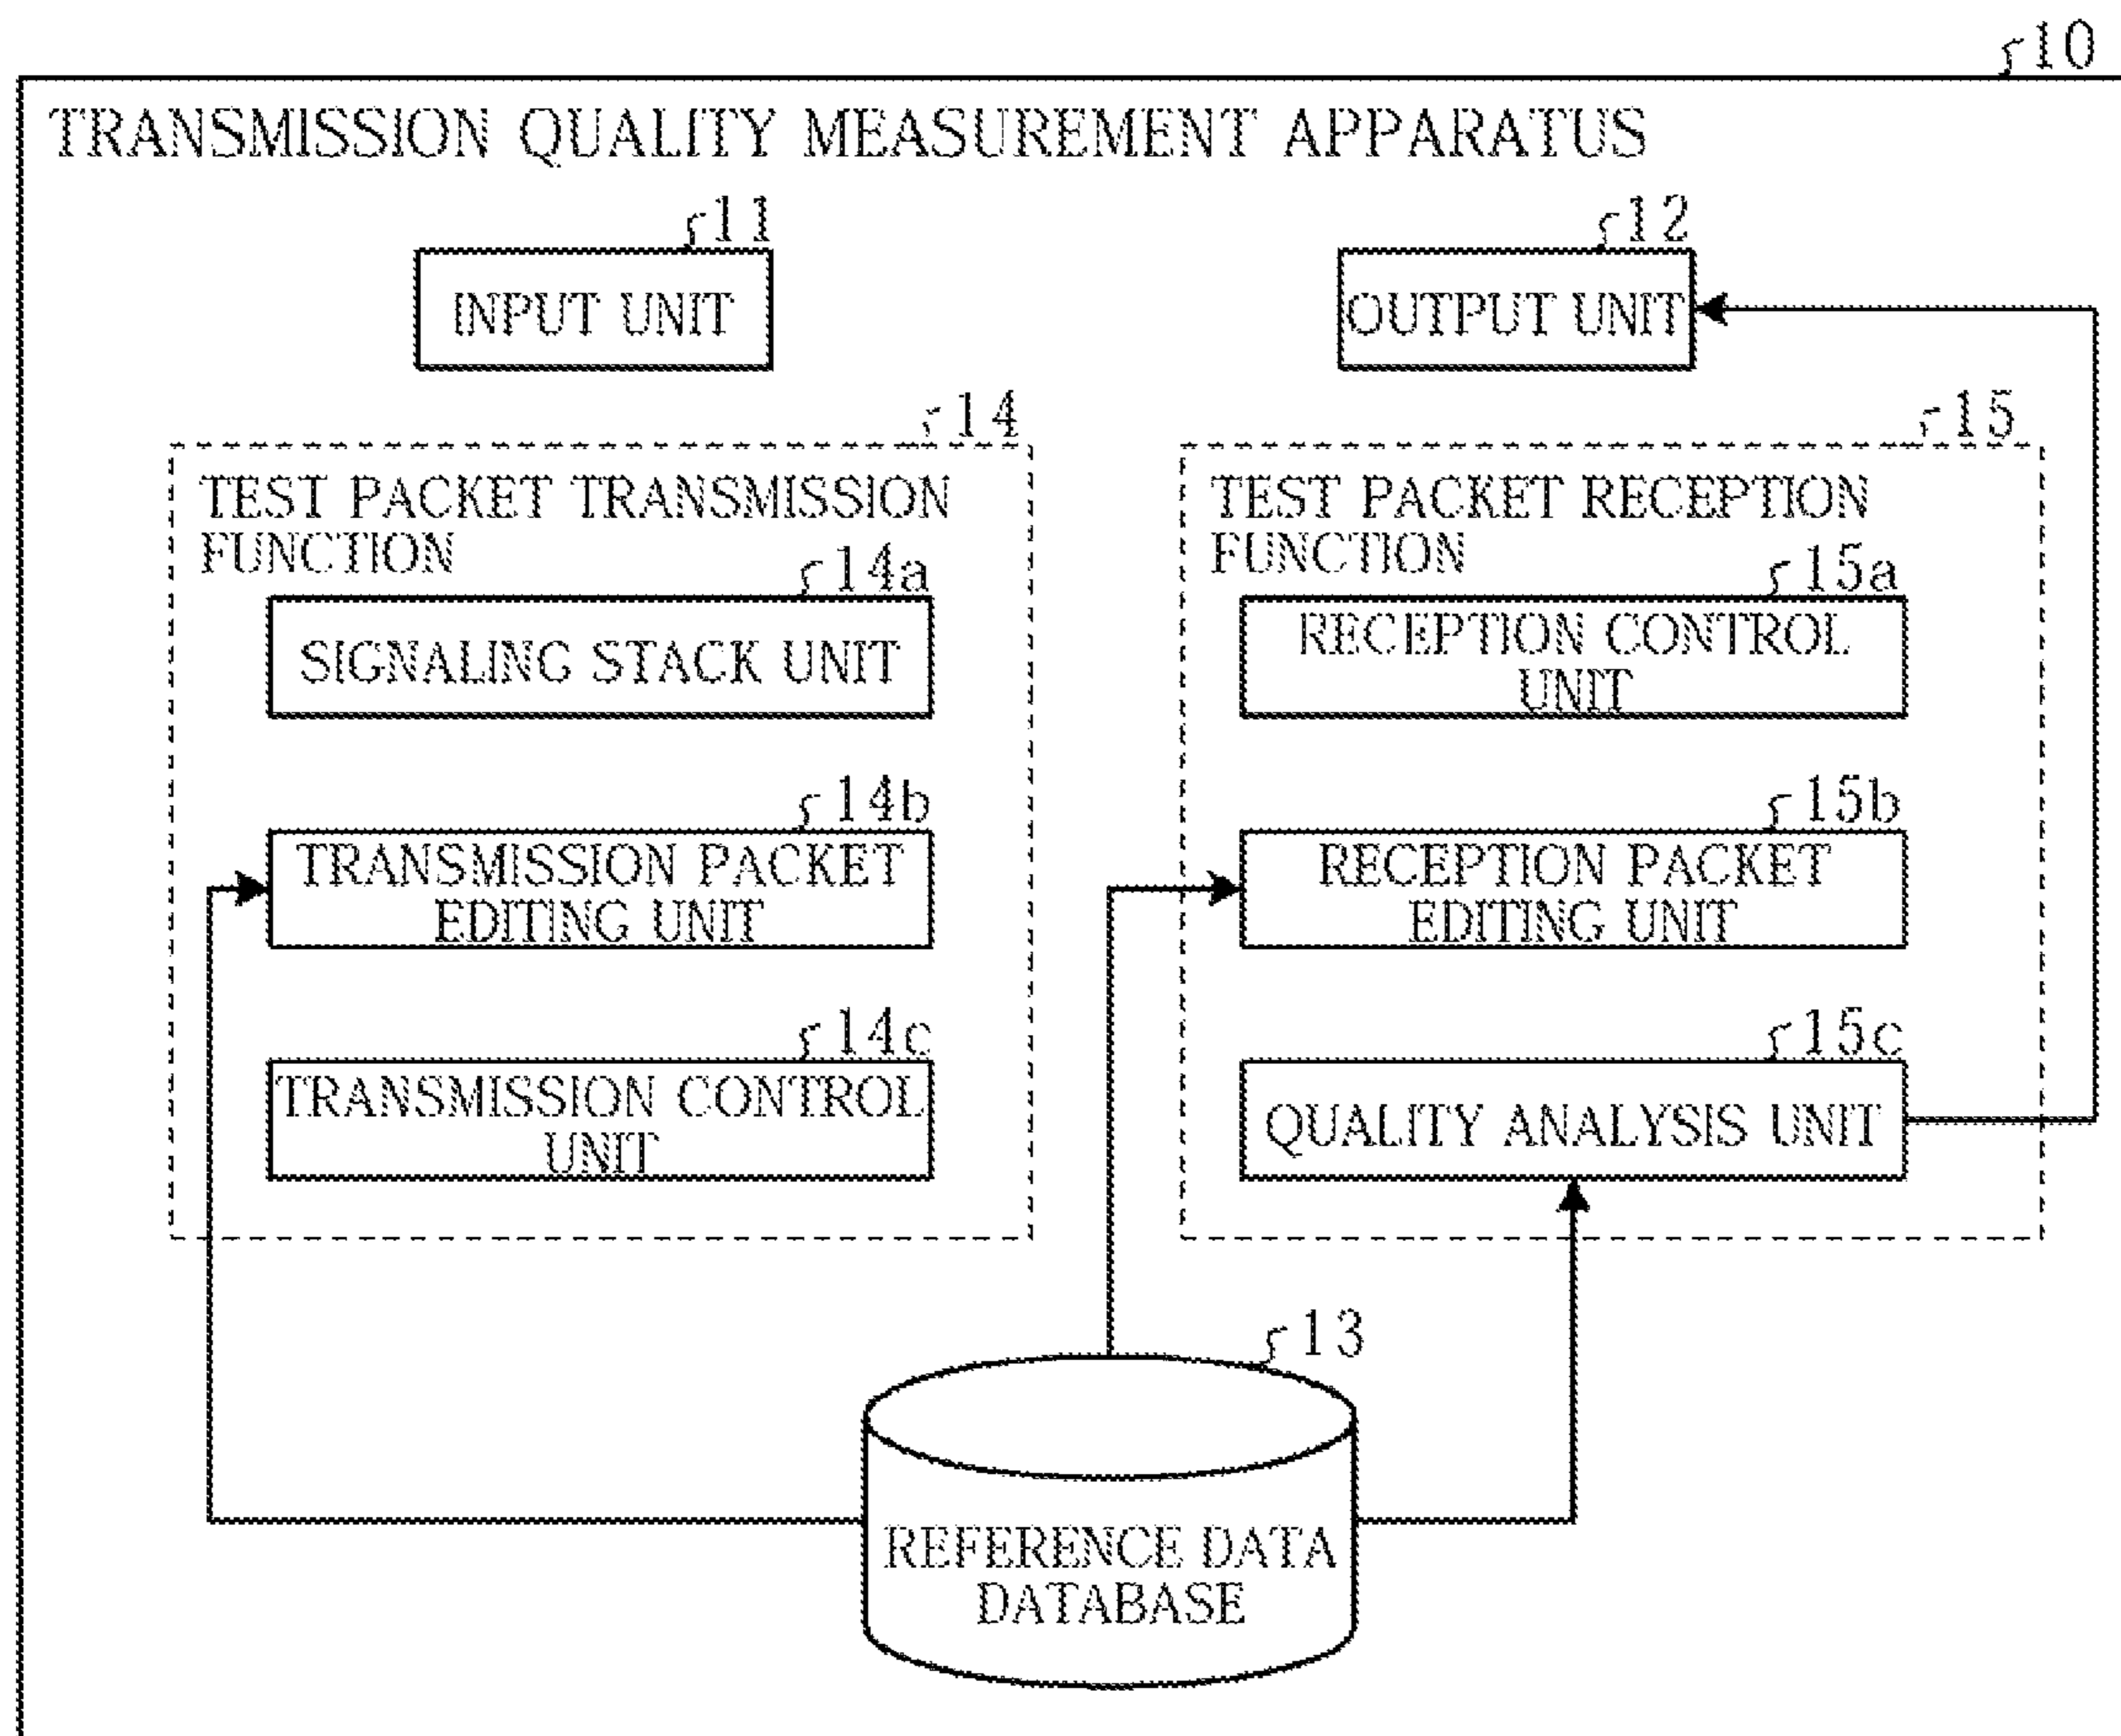 10
TRANSMISSION QUALITY MEASUREMENT APPARATUS
11
INPUT UNIT
12
OUTPUT UNIT
14
TEST PACKET TRANSMISSION
FUNCTION
14a
SIGNALING STACK UNIT
14b
TRANSMISSION PACKET
EDITING UNIT
14c
TRANSMISSION CONTROL
UNIT
15
TEST PACKET RECEPTION
FUNCTION
15a
RECEPTION CONTROL
UNIT
15b
RECEPTION PACKET
EDITING UNIT
15c
QUALITY ANALYSIS UNIT
13
REFERENCE DATA
DATABASE